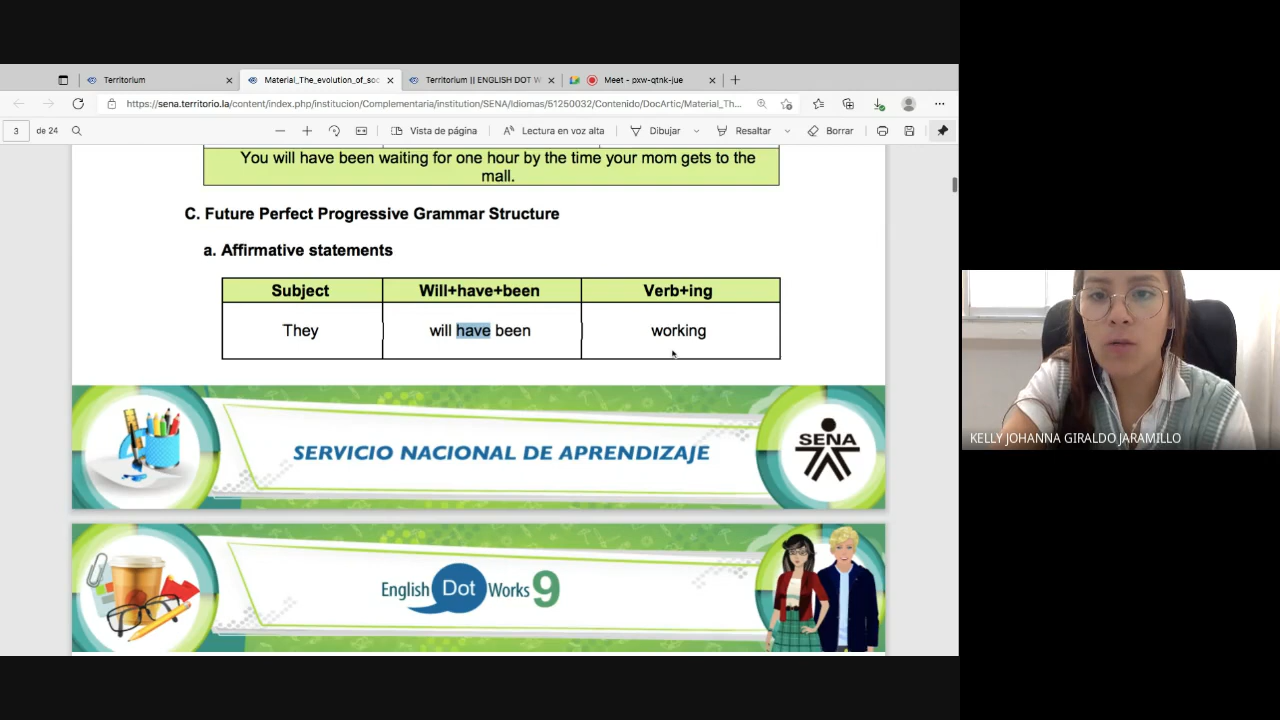 Territorium
Material_The_evolution_of_soc
Territorium || ENGLISH DOT W
Meet - pxw-qtnk-jue
https://sena.territorio.la/content/index.php/institucion/Complementaria/institution/SENA/Idiomas/51250032/Contenido/DocArtic/Material_Th...
3 de 24
Vista de página
Lectura en voz alta
Dibujar
Resaltar
Borrar
You will have been waiting for one hour by the time your mom gets to the
mall.
C. Future Perfect Progressive Grammar Structure
a. Affirmative statements
Subject Will+have+been Verb+ing
They will have been working
SERVICIO NACIONAL DE APRENDIZAJE
SENA
English Dot Works 9
KELLY JOHANNA GIRALDO JARAMILLO